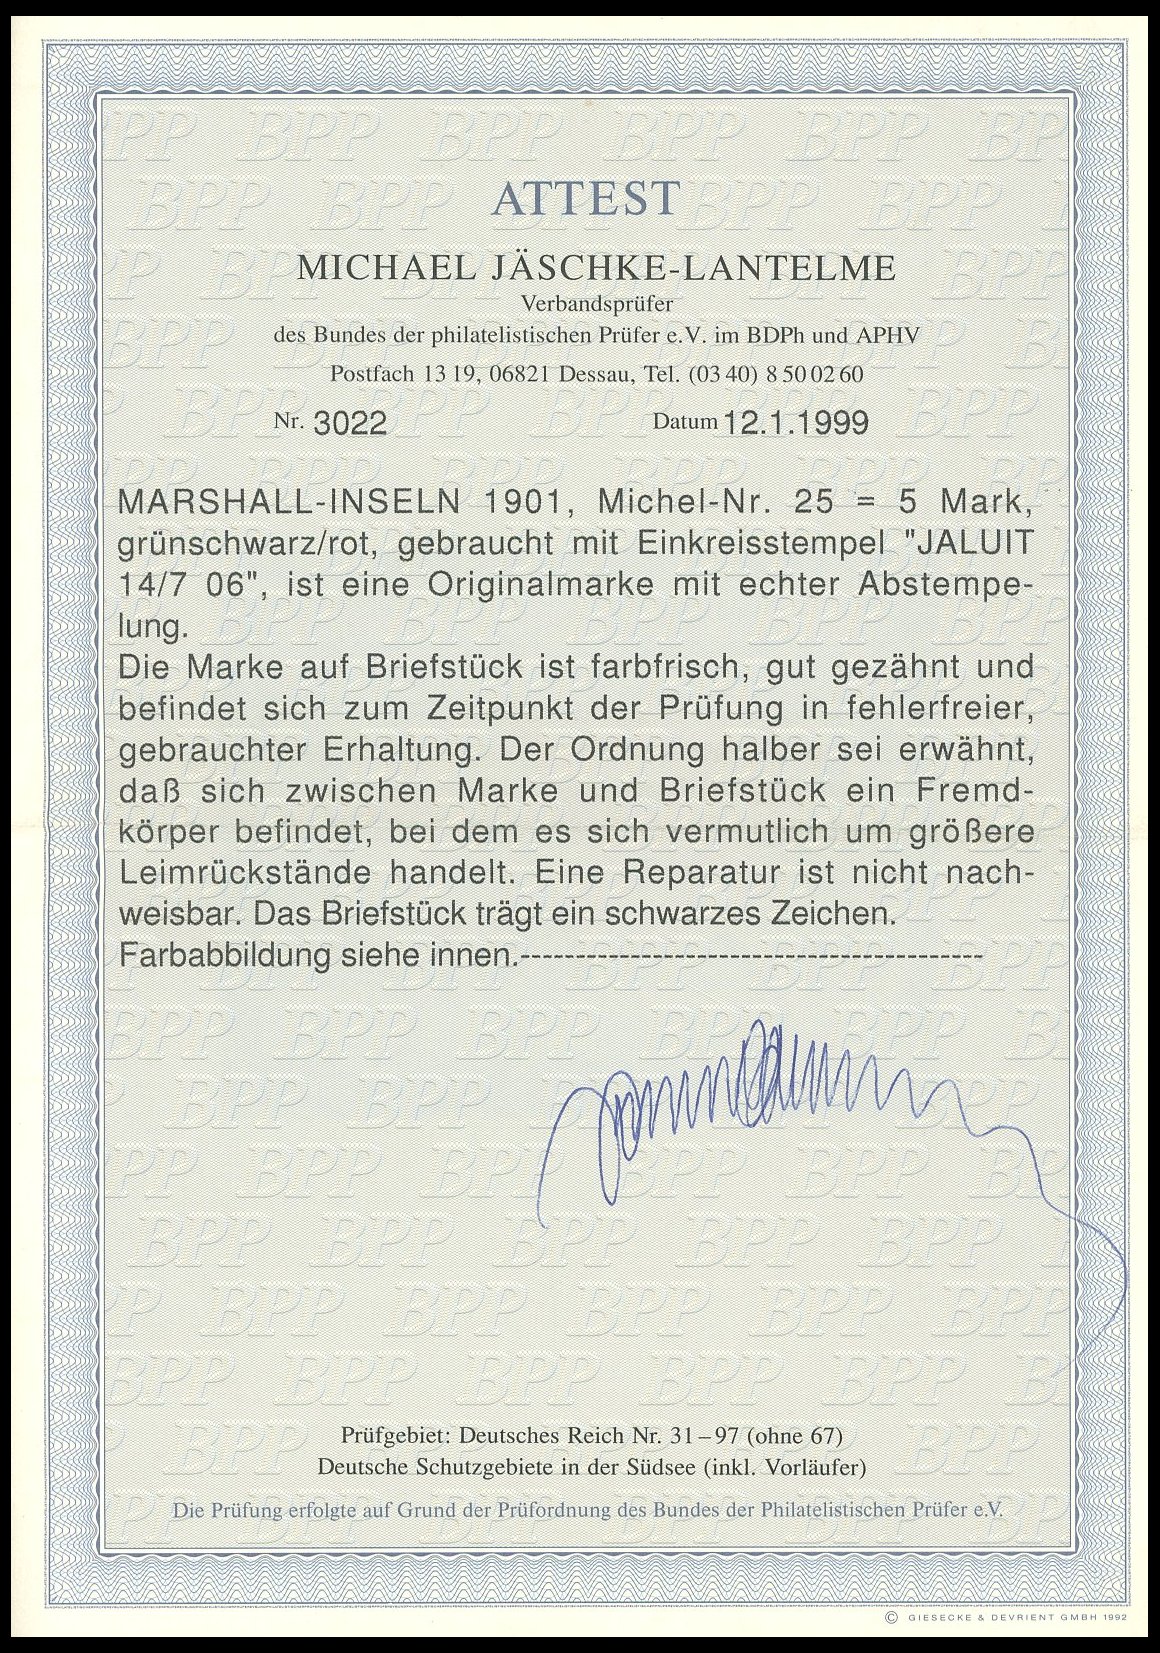 ATTEST
MICHAEL JÄSCHKE-LANTELME
Verbandsprüfer
des Bundes der philatelistischen Prüfer e.V. im BDPh und APHV
Postfach 13 19, 06821 Dessau, Tel. (03 40) 8 50 02 60
Nr. 3022 Datum 12.1.1999
MARSHALL-INSELN 1901, Michel-Nr. 25 = 5 Mark,
grünschwarz/rot, gebraucht mit Einkreisstempel "JALUIT
14/7 06", ist eine Originalmarke mit echter Abstempe-
lung.
Die Marke auf Briefstück ist farbfrisch, gut gezähnt und
befindet sich zum Zeitpunkt der Prüfung in fehlerfreier,
gebrauchter Erhaltung. Der Ordnung halber sei erwähnt,
daß sich zwischen Marke und Briefstück ein Fremd-
körper befindet, bei dem es sich vermutlich um größere
Leimrückstände handelt. Eine Reparatur ist nicht nach-
weisbar. Das Briefstück trägt ein schwarzes Zeichen.
Farbabbildung siehe innen.------------------------------------------
Prüfgebiet: Deutsches Reich Nr. 31–97 (ohne 67)
Deutsche Schutzgebiete in der Südsee (inkl. Vorläufer)
Die Prüfung erfolgte auf Grund der Prüfordnung des Bundes der Philatelistischen Prüfer e.V.
© GIESECKE & DEVRIENT GMBH 1992